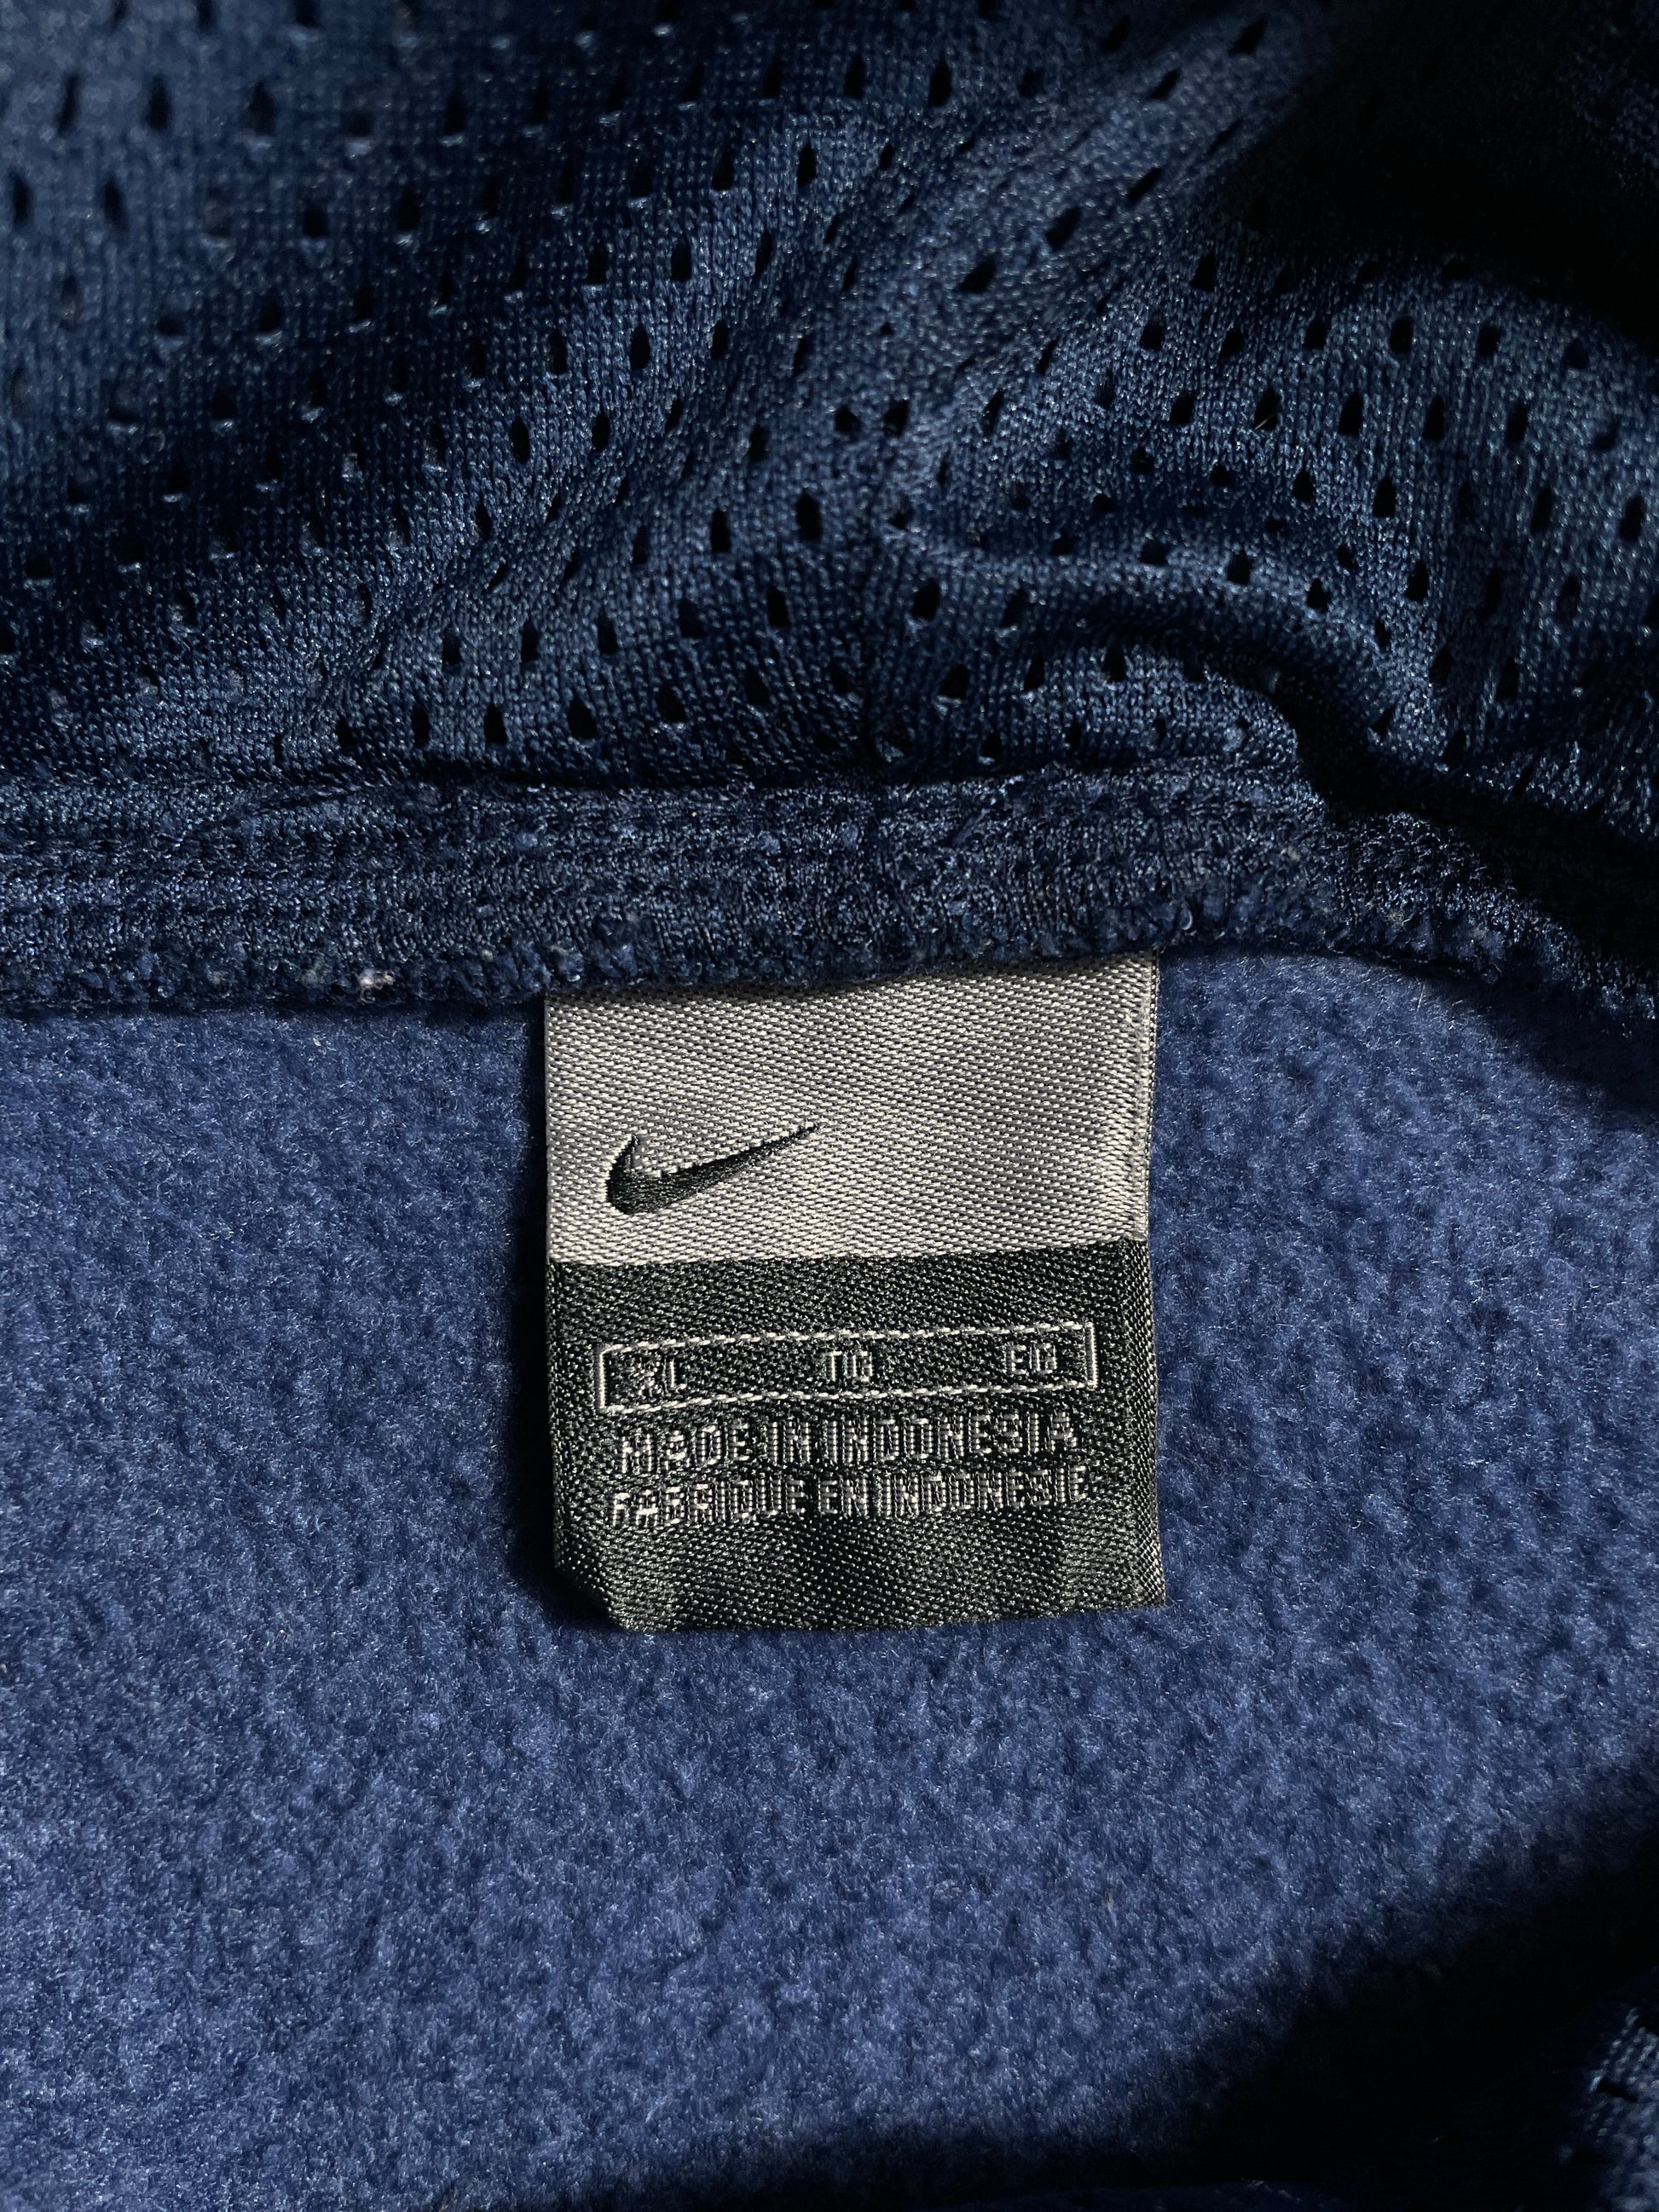 XL TG EG
MADE IN INDONESIA
FABRIQUE EN INDONESIE